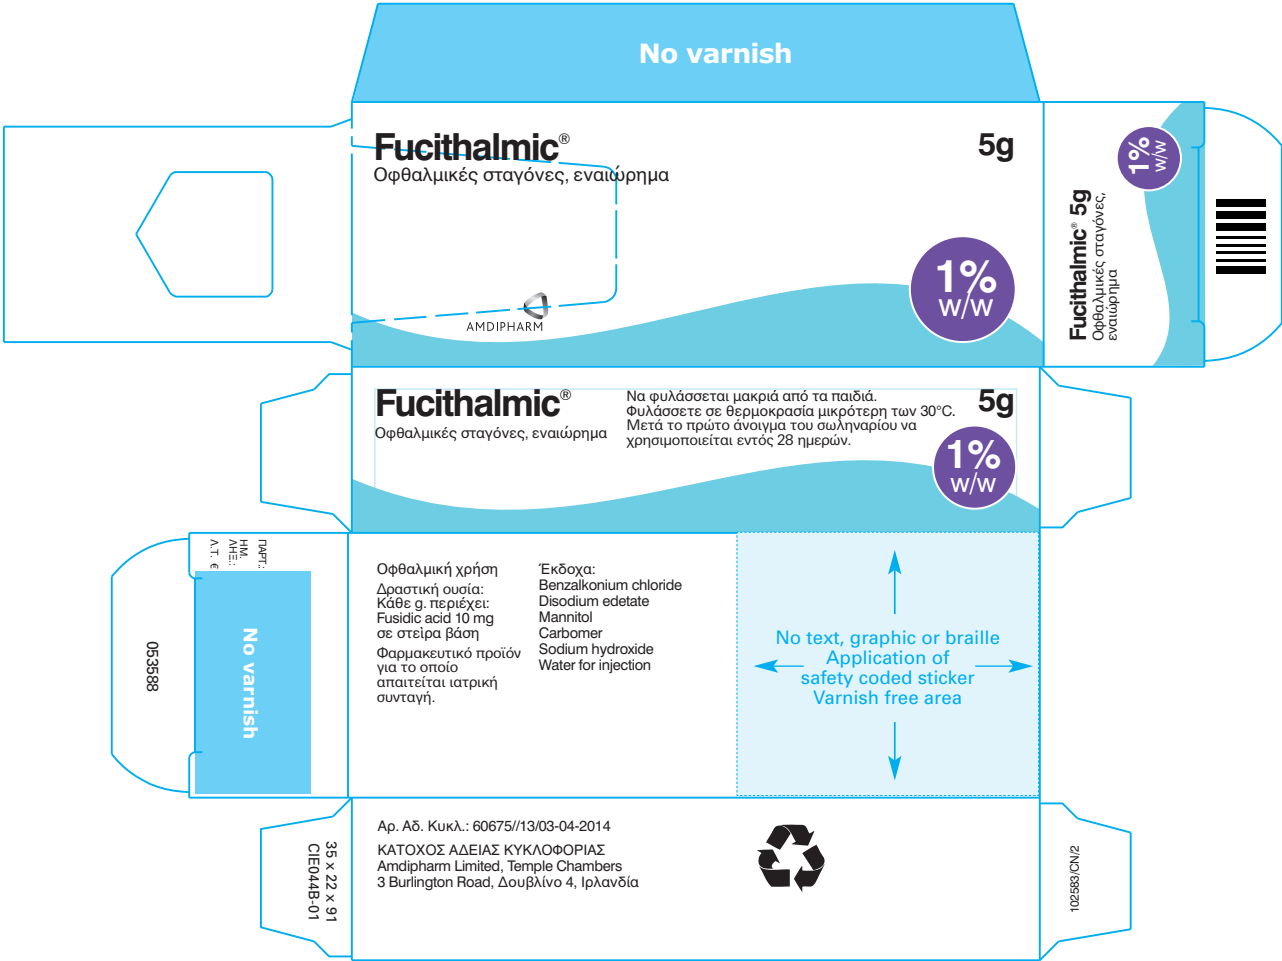 No varnish
Fucithalmic®
5g
Οφθαλμικές σταγόνες, εναιώρημα
1%
w/w
AMDIPHARM
1%
w/w
Fucithalmic® 5g
Οφθαλμικές σταγόνες,
εναιώρημα
Fucithalmic®
Οφθαλμικές σταγόνες, εναιώρημα
Να φυλάσσεται μακριά από τα παιδιά.
Φυλάσσετε σε θερμοκρασία μικρότερη των 30°C.
Μετά το πρώτο άνοιγμα του σωληναρίου να
χρησιμοποιείται εντός 28 ημερών.
5g
1%
w/w
ΠΑΡΤ.:
ΗΜ.
ΛΗΞ.:
Λ.Τ. €
No varnish
053588
Οφθαλμική χρήση
Δραστική ουσία:
Κάθε g. περιέχει:
Fusidic acid 10 mg
σε στεìρα βάση
Φαρμακευτικό προϊόν
για το οποίο
απαιτείται ιατρική
συνταγή.
Έκδοχα:
Benzalkonium chloride
Disodium edetate
Mannitol
Carbomer
Sodium hydroxide
Water for injection
No text, graphic or braille
Application of
safety coded sticker
Varnish free area
35 x 22 x 91
CIE044B-01
Αρ. Αδ. Κυκλ.: 60675//13/03-04-2014
ΚΑΤΟΧΟΣ ΑΔΕΙΑΣ ΚΥΚΛΟΦΟΡΙΑΣ
Amdipharm Limited, Temple Chambers
3 Burlington Road, Δουβλίνο 4, Ιρλανδία
102583/CN/2